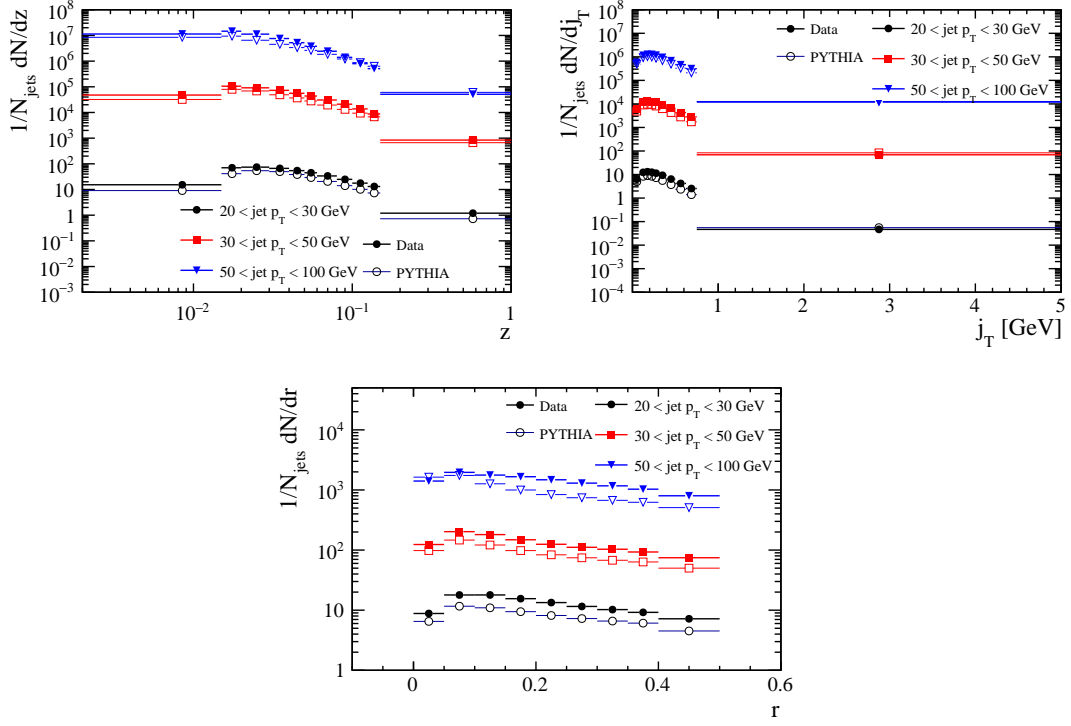 1/N_jets dN/dz
10^8
10^7
10^6
10^5
10^4
10^3
10^2
10
1
10^−1
10^−2
10^−3
20 < jet p_T < 30 GeV
30 < jet p_T < 50 GeV
50 < jet p_T < 100 GeV
Data
PYTHIA
10^−2
10^−1
1
z
1/N_jets dN/dj_T
10^8
10^7
10^6
10^5
10^4
10^3
10^2
10
1
10^−1
10^−2
10^−3
10^−4
Data
PYTHIA
20 < jet p_T < 30 GeV
30 < jet p_T < 50 GeV
50 < jet p_T < 100 GeV
1
2
3
4
5
j_T [GeV]
1/N_jets dN/dr
10^4
10^3
10^2
10
1
Data
PYTHIA
20 < jet p_T < 30 GeV
30 < jet p_T < 50 GeV
50 < jet p_T < 100 GeV
0
0.2
0.4
0.6
0.8
r